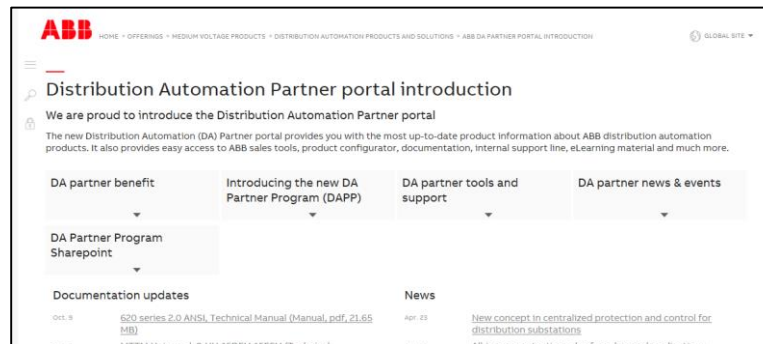 ABB
HOME • OFFERINGS • MEDIUM VOLTAGE PRODUCTS • DISTRIBUTION AUTOMATION PRODUCTS AND SOLUTIONS • ABB DA PARTNER PORTAL INTRODUCTION
GLOBAL SITE
Distribution Automation Partner portal introduction
We are proud to introduce the Distribution Automation Partner portal
The new Distribution Automation (DA) Partner portal provides you with the most up-to-date product information about ABB distribution automation
products. It also provides easy access to ABB sales tools, product configurator, documentation, internal support line, eLearning material and much more.
DA partner benefit
Introducing the new DA
Partner Program (DAPP)
DA partner tools and
support
DA partner news & events
DA Partner Program
Sharepoint
Documentation updates
Oct. 9
620 series 2.0 ANSI, Technical Manual (Manual, pdf, 21.65
MB)
News
Apr. 23
New concept in centralized protection and control for
distribution substations